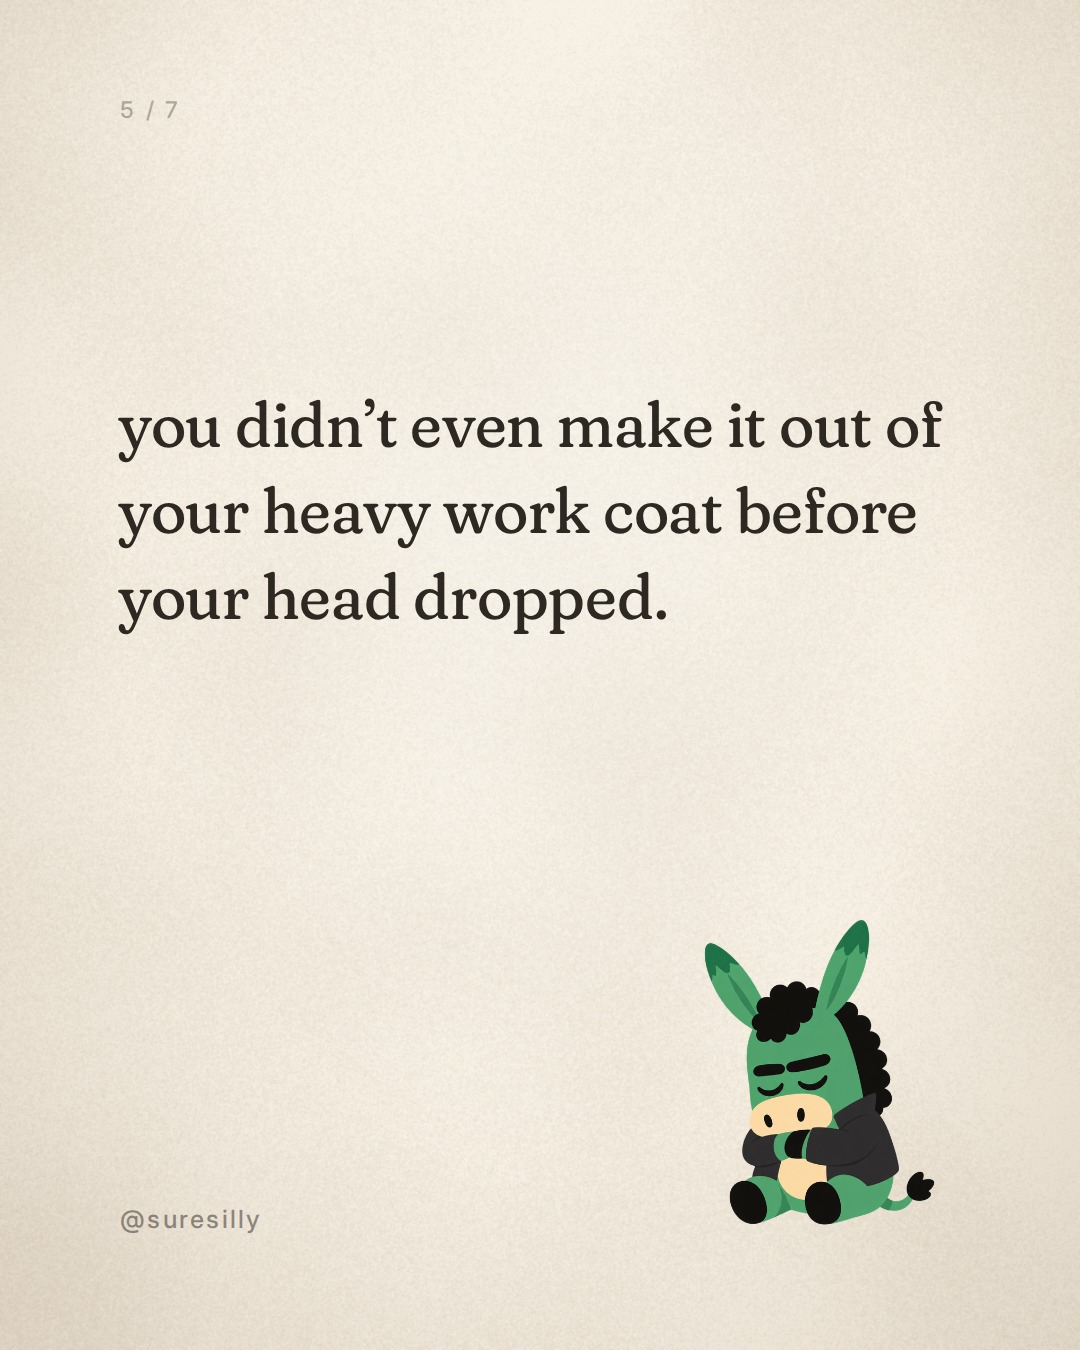 5 / 7
you didn’t even make it out of
your heavy work coat before
your head dropped.
@suresilly